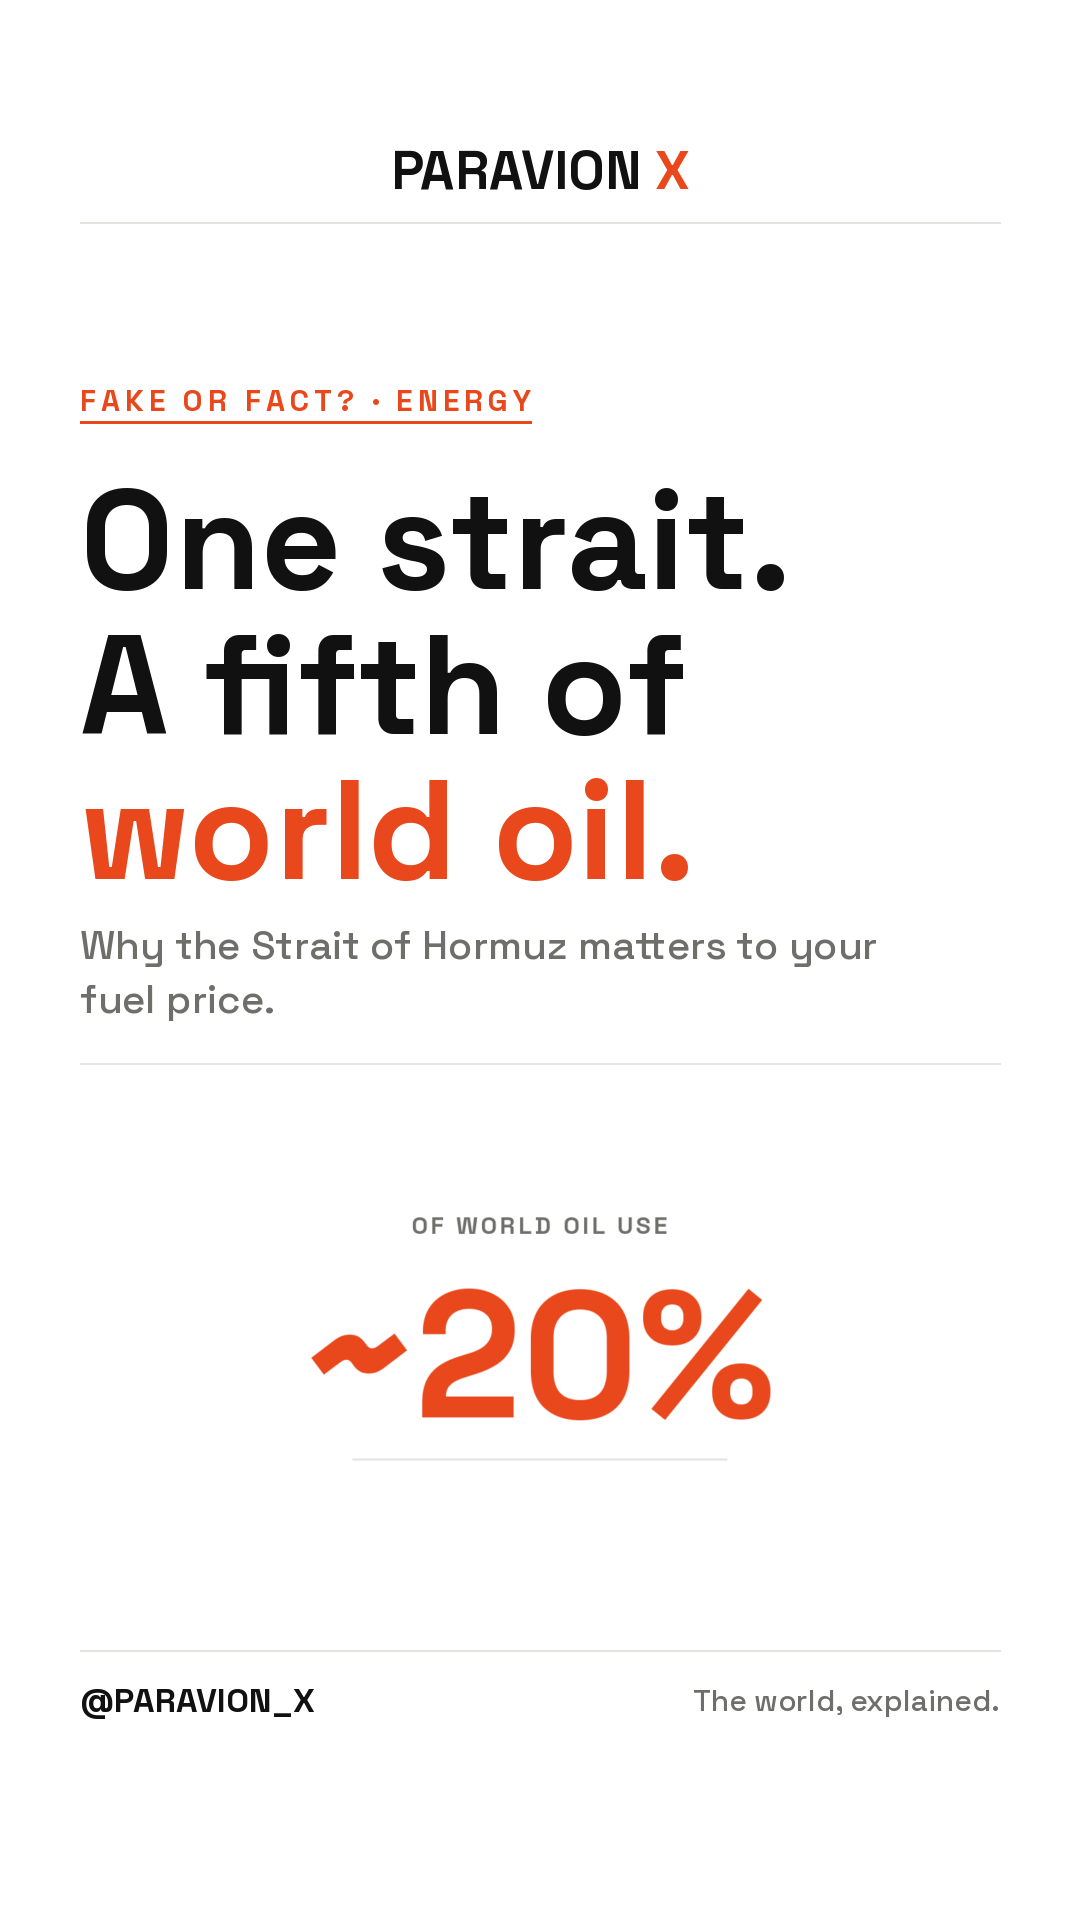 PARAVION X
FAKE OR FACT? · ENERGY
One strait.
A fifth of
world oil.
Why the Strait of Hormuz matters to your
fuel price.
OF WORLD OIL USE
~20%
@PARAVION_X
The world, explained.